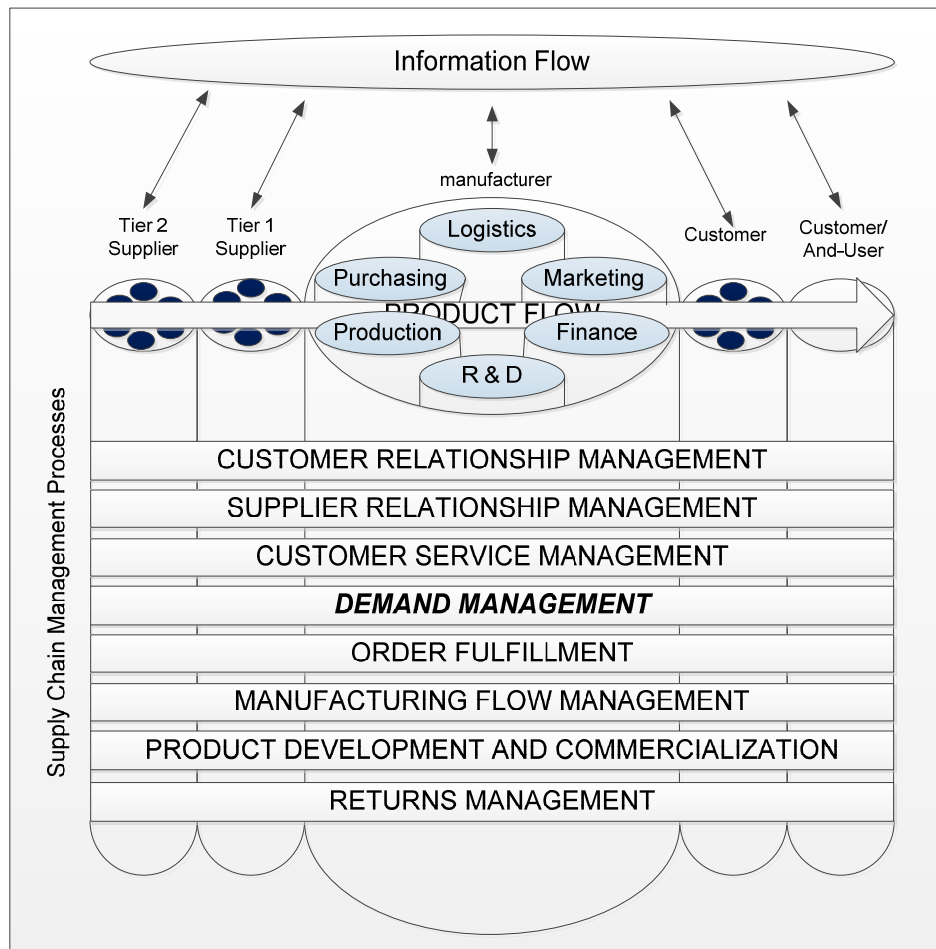 Information Flow
manufacturer
Tier 2
Supplier
Tier 1
Supplier
Customer
Customer/
And-User
Logistics
Purchasing
Marketing
PRODUCT FLOW
Production
Finance
R & D
Supply Chain Management Processes
CUSTOMER RELATIONSHIP MANAGEMENT
SUPPLIER RELATIONSHIP MANAGEMENT
CUSTOMER SERVICE MANAGEMENT
DEMAND MANAGEMENT
ORDER FULFILLMENT
MANUFACTURING FLOW MANAGEMENT
PRODUCT DEVELOPMENT AND COMMERCIALIZATION
RETURNS MANAGEMENT